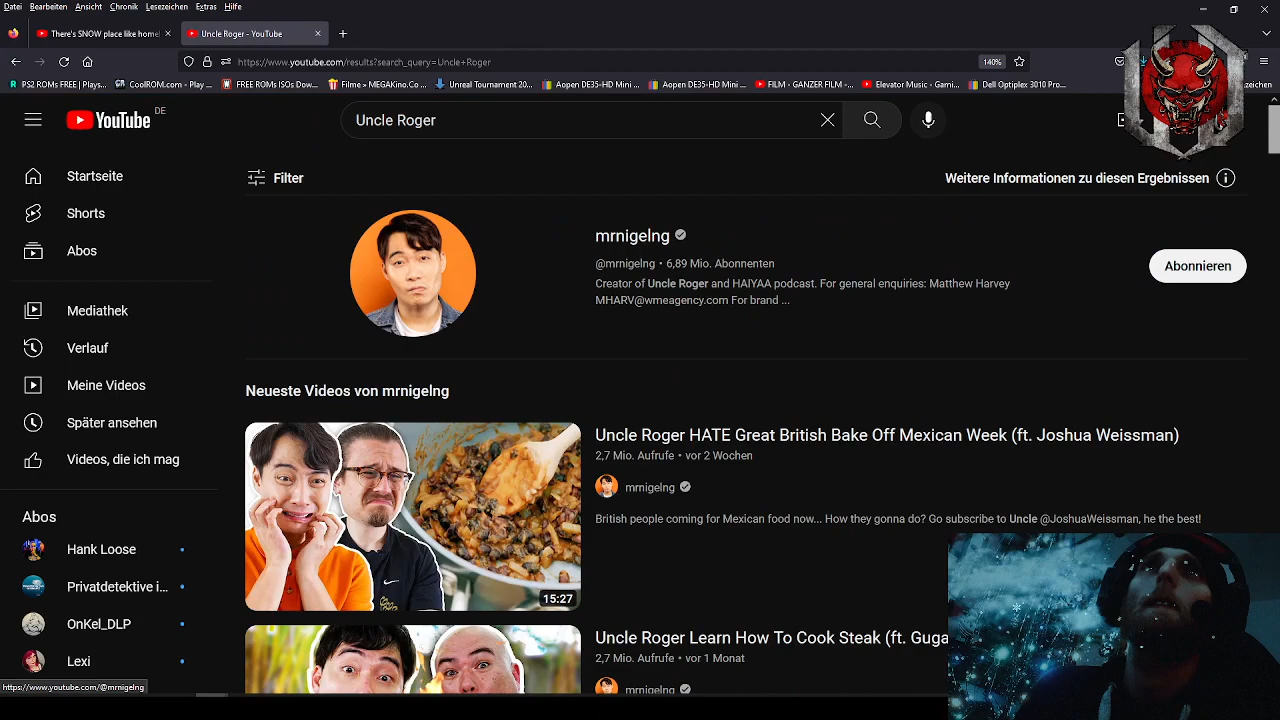 Datei Bearbeiten Ansicht Chronik Lesezeichen Extras Hilfe
There's SNOW place like home!
Uncle Roger - YouTube
https://www.youtube.com/results?search_query=Uncle+Roger
140%
PS2 ROMs FREE | Plays...
CoolROM.com - Play ...
FREE ROMs ISOs Dow...
Filme » MEGAKino.Co ...
Unreal Tournament 20...
Aopen DE35-HD Mini ...
Aopen DE35-HD Mini ...
FILM - GANZER FILM -...
Elevator Music - Gami...
Dell Optiplex 3010 Pro...
YouTube DE
Uncle Roger
Startseite
Shorts
Abos
Mediathek
Verlauf
Meine Videos
Später ansehen
Videos, die ich mag
Abos
Hank Loose
Privatdetektive i...
OnKel_DLP
Lexi
https://www.youtube.com/@mrnigelng
Filter
Weitere Informationen zu diesen Ergebnissen
mrnigelng
@mrnigelng • 6,89 Mio. Abonnenten
Creator of Uncle Roger and HAIYAA podcast. For general enquiries: Matthew Harvey
MHARV@wmeagency.com For brand ...
Abonnieren
Neueste Videos von mrnigelng
15:27
Uncle Roger HATE Great British Bake Off Mexican Week (ft. Joshua Weissman)
2,7 Mio. Aufrufe • vor 2 Wochen
mrnigelng
British people coming for Mexican food now... How they gonna do? Go subscribe to Uncle @JoshuaWeissman, he the best!
Uncle Roger Learn How To Cook Steak (ft. Guga
2,7 Mio. Aufrufe • vor 1 Monat
mrnigelng